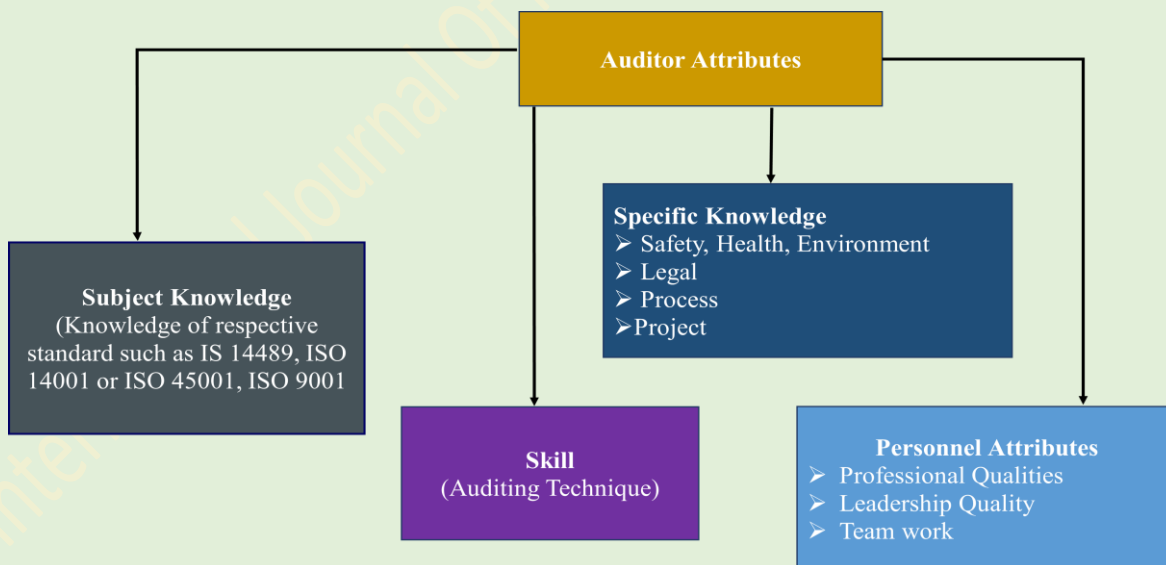 Auditor Attributes
Specific Knowledge
➢ Safety, Health, Environment
➢ Legal
➢ Process
➢Project
Subject Knowledge
(Knowledge of respective
standard such as IS 14489, ISO
14001 or ISO 45001, ISO 9001
Skill
(Auditing Technique)
Personnel Attributes
➢ Professional Qualities
➢ Leadership Quality
➢ Team work
Journal Of